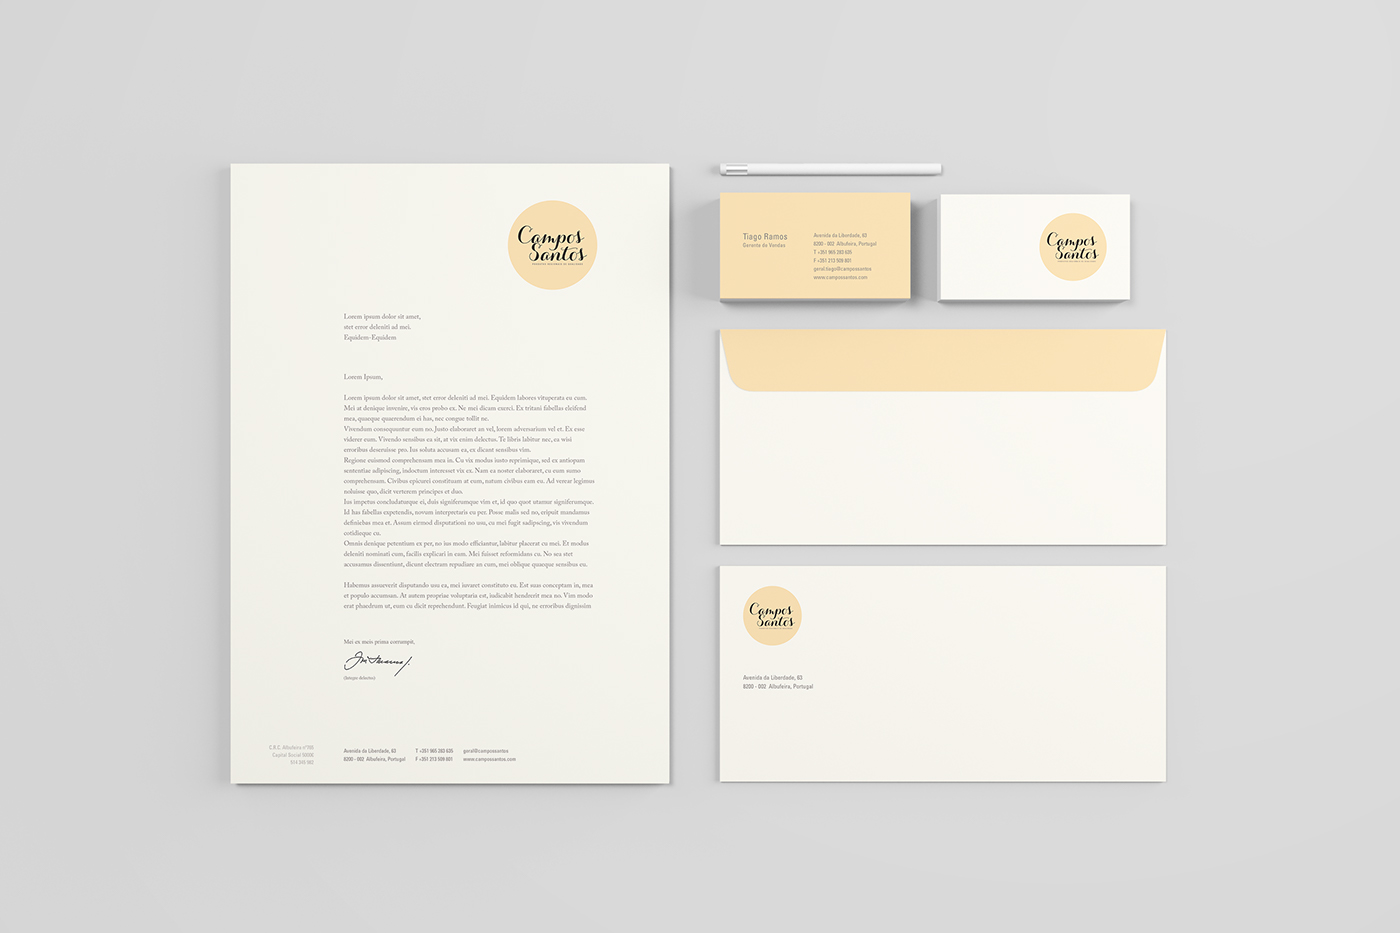 Campos
Santos
Lorem ipsum dolor sit amet,
stet error deleniti ad mei.
Equidem-Equidem
Lorem Ipsum,
Lorem ipsum dolor sit amet, stet error deleniti ad mei. Equidem labores vituperata eu cum.
Mei at denique invenire, vis eros probo ex. Ne mei dicam exerci. Ex tritani fabellas eleifend
mea, quaeque quaerendum ei has, nec congue tollit ne.
Vivendum consequuntur eum no. Justo elaboraret an vel, lorem adversarium vel et. Ex esse
viderer eum. Vivendo sensibus ea sit, at vix enim delectus. Te libris labitur nec, ea wisi
erroribus deseruisse pro. Ius soluta accusam ea, ex dicant sensibus vim.
Regione euismod comprehensam mea in. Cu vix modus iusto reprimique, sed ex antiopam
sententiae adipiscing, indoctum interesset vix ex. Nam ea noster elaboraret, cu eum sumo
comprehensam. Civibus epicurei constituam at eum, natum civibus eam eu. Ad verear legimus
noluisse quo, dicit verterem principes et duo.
Ius impetus concludaturque ei, duis signiferumque vim et, id quo quot utamur signiferumque.
Id has fabellas expetendis, novum interpretaris eu per. Posse malis sed no, eripuit mandamus
definiebas mea et. Assum eirmod disputationi no usu, cu mei fugit sadipscing, vis vivendum
cotidieque cu.
Omnis denique petentium ex per, no ius modo efficiantur, labitur placerat cu mei. Et modus
deleniti nominati cum, facilis explicari in eam. Mei fuisset reformidans cu. No sea stet
accusamus dissentiunt, dicunt electram repudiare an cum, mei oblique quaeque sensibus eu.
Habemus assueverit disputando usu ea, mei iuvaret constituto eu. Est suas conceptam in, mea
et populo accumsan. At autem propriae voluptaria est, iudicabit hendrerit mea no. Vim modo
erat phaedrum ut, eum cu dicit reprehendunt. Feugiat inimicus id qui, ne erroribus dignissim
Mei ex meis prima corrumpit,
C.R.C. Albufeira
Capital Social
Avenida da Liberdade, 63
8200 - 002 Albufeira, Portugal
T +351 965 283 635
F +351 213 509 801
geral@campossantos
www.campossantos.com
Tiago Ramos
Gerente de Vendas
Avenida da Liberdade, 63
8200 - 002 Albufeira, Portugal
T +351 965 283 635
F +351 213 509 801
geral.tiago@campossantos
www.campossantos.com
Campos
Santos
Campos
Santos
Avenida da Liberdade, 63
8200 - 002 Albufeira, Portugal